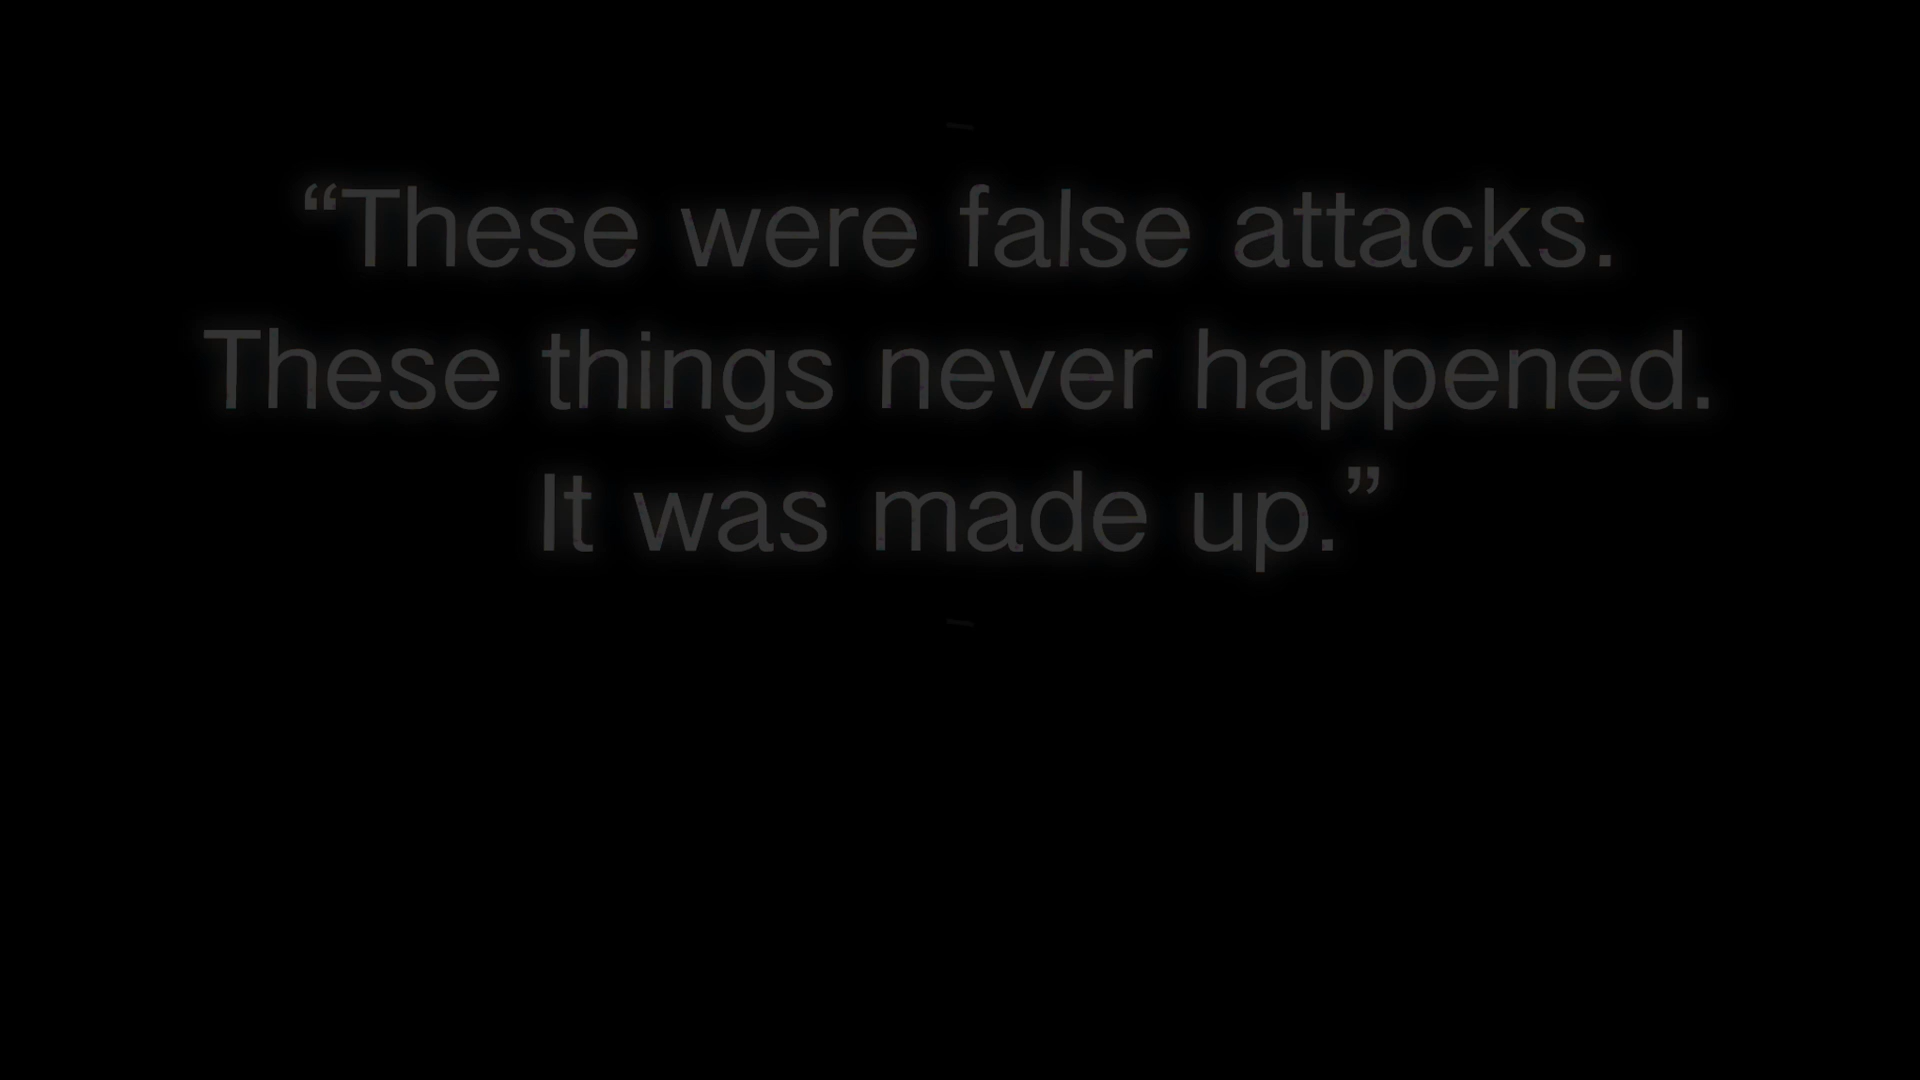 “These were false attacks.
These things never happened.
It was made up.”